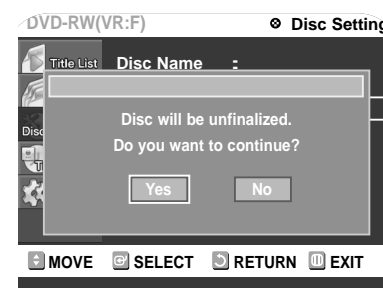 DVD-RW(VR:F) Disc Setting
Title List Disc Name :
Disc will be unfinalized.
Do you want to continue?
Yes No
MOVE SELECT RETURN EXIT